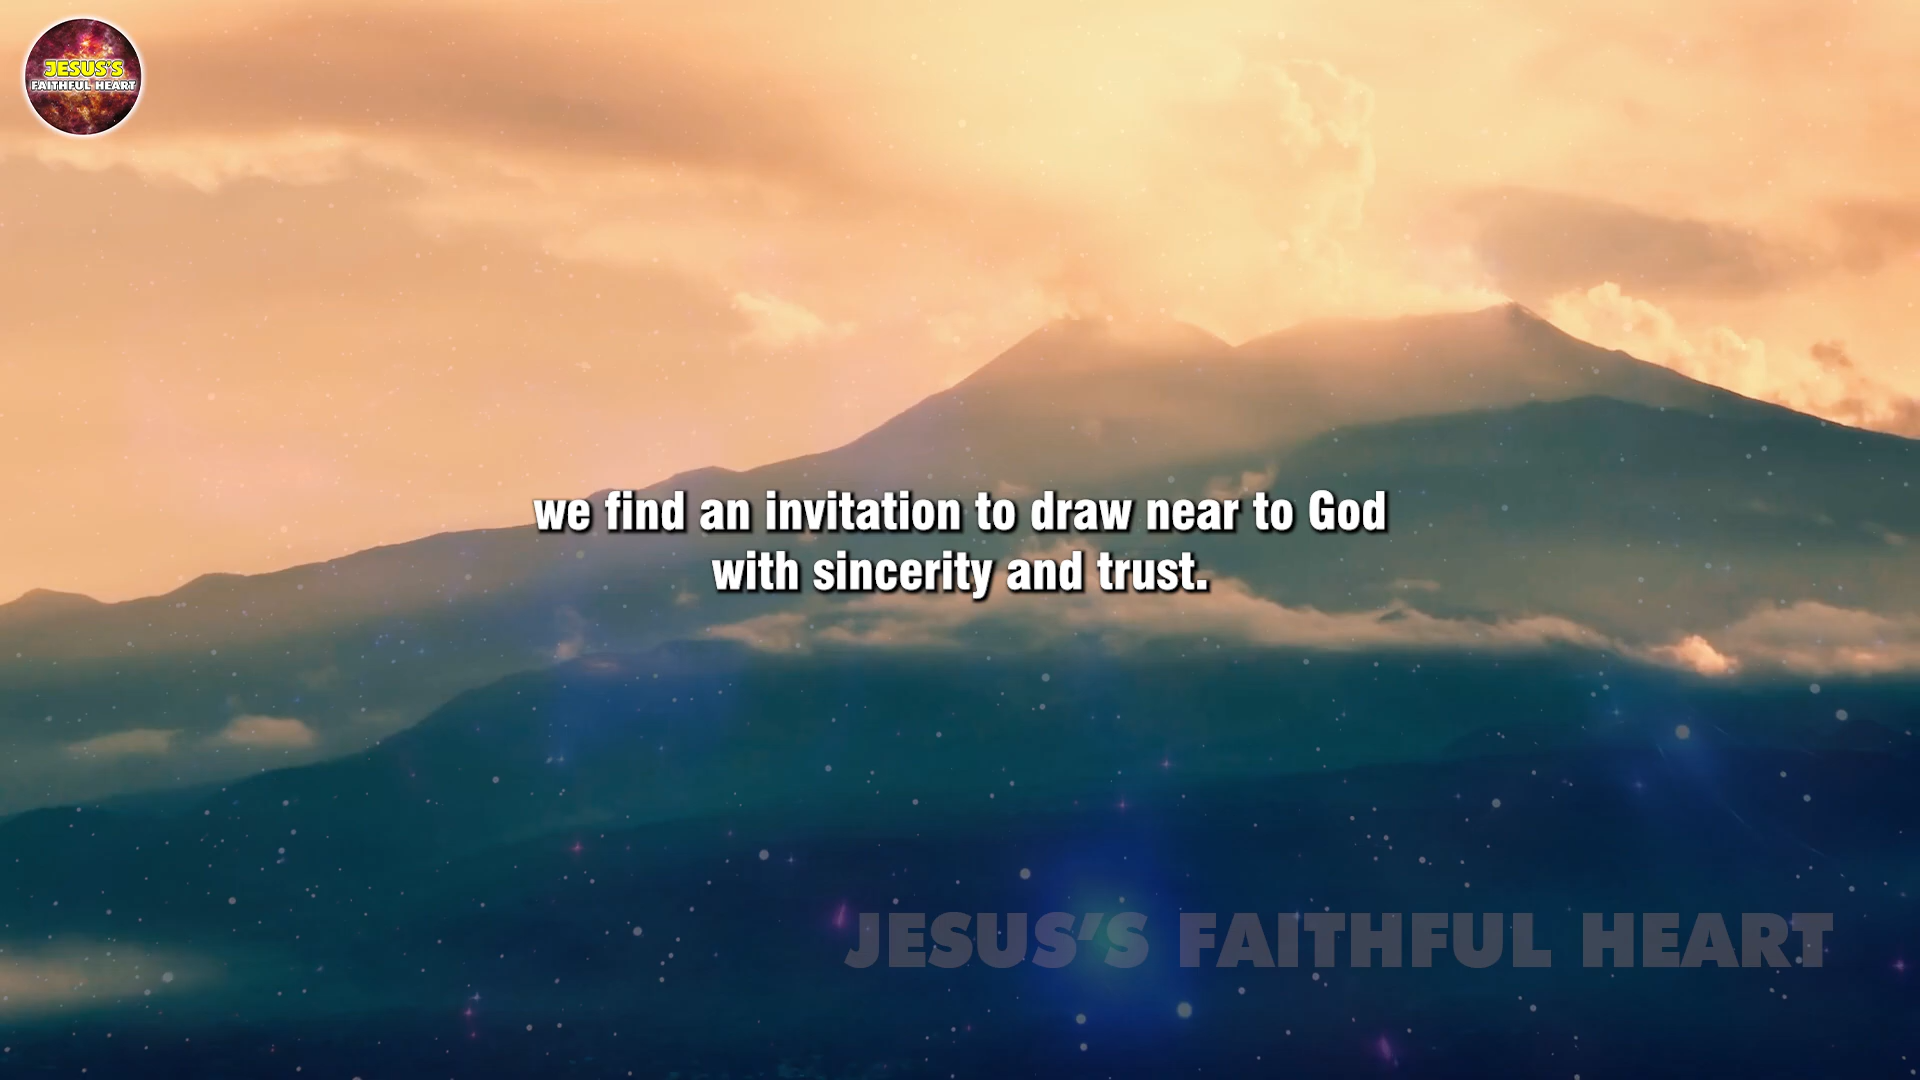 JESUS'S
FAITHFUL HEART
we find an invitation to draw near to God
with sincerity and trust.
JESUS'S FAITHFUL HEART